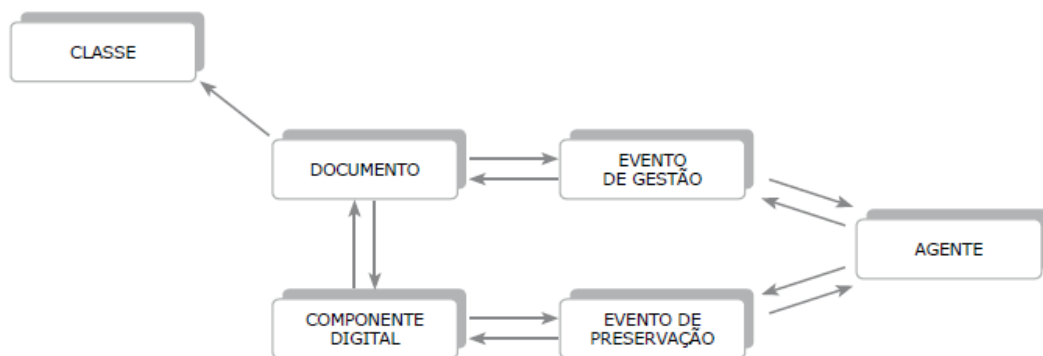 CLASSE
DOCUMENTO
EVENTO
DE GESTÃO
AGENTE
COMPONENTE
DIGITAL
EVENTO DE
PRESERVAÇÃO